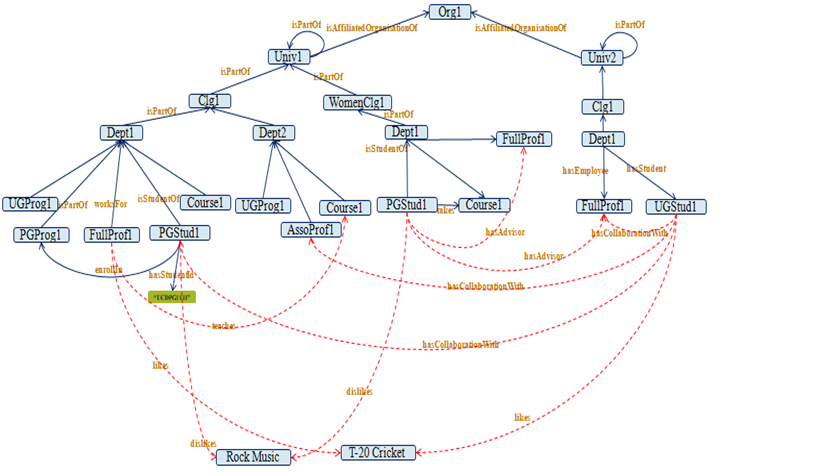 Org1
isPartOf
isAffiliatedOrganisationOf
isAffiliatedOrganisationOf
isPartOf
Univ1
Univ2
isPartOf
isPartOf
Clg1
WomenClg1
Clg1
isPartOf
isPartOf
Dept1
Dept2
Dept1
FullProf1
Dept1
isStudentOf
hasEmployee
hasStudent
UGProg1
isPartOf
worksFor
isStudentOf
Course1
UGProg1
Course1
PGStud1
takes
Course1
FullProf1
UGStud1
PGProg1
FullProf1
PGStud1
AssoProf1
hasAdvisor
hasCollaborationWith
hasAdvisor
enrollIn
hasStudentId
hasCollaborationWith
teaches
hasCollaborationWith
likes
dislikes
likes
dislikes
Rock Music
T-20 Cricket